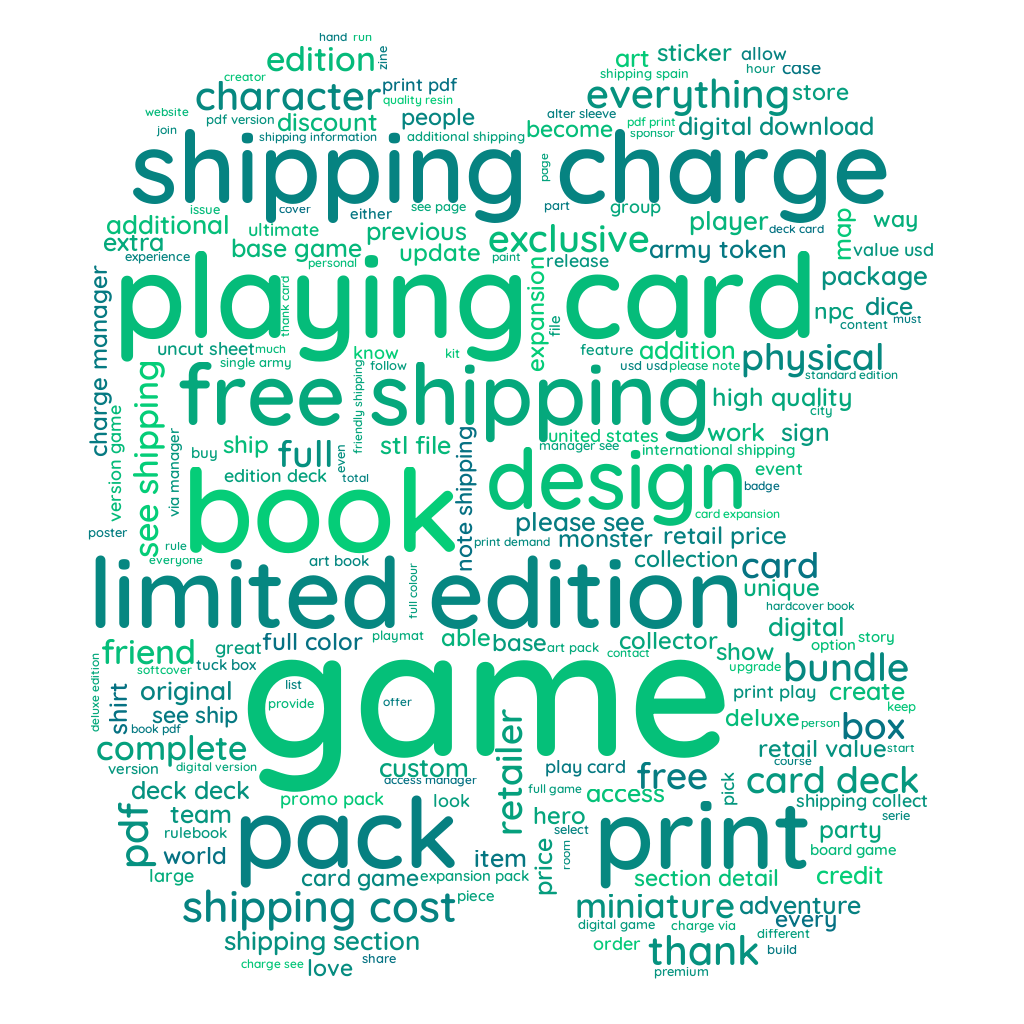 hand
run
edition
zine
art
sticker
allow
creator
print pdf
shipping spain
hour
case
character
quality resin
everything
store
website
pdf version
discount
people
alter sleeve
pdf print
join
shipping information
additional shipping
become
sponsor
digital download
shipping charge
page
issue
cover
see page
either
part
group
additional
ultimate
previous
exclusive
player
deck card
map
way
extra
base game
update
release
army token
value usd
experience
personal
paint
expansion
package
charge manager
playing card
thank card
file
npc
dice
content
must
uncut sheet
much
know
kit
feature
addition
physical
see shipping
single army
follow
usd usd
please note
standard edition
free shipping
friendly shipping
high quality
city
version game
ship
full
stl file
united states
work
sign
buy
even
manager see
international shipping
via manager
edition deck
total
note shipping
design
event
badge
book
card expansion
poster
please see
rule
print demand
monster
retail price
everyone
art book
full colour
collection
card
limited edition
unique
hardcover book
friend
full color
playmat
able
base
collector
digital
great
art pack
contact
show
option
story
deluxe edition
softcover
tuck box
game
upgrade
bundle
shirt
original
list
offer
print play
create
keep
see ship
provide
book pdf
deluxe
person
box
complete
retailer
retail value
start
version
digital version
custom
access manager
play card
free
course
deck deck
promo pack
look
full game
access
pick
card deck
pdf
team
hero
shipping collect
rulebook
pack
select
print
serie
world
item
price
room
party
board game
large
card game
expansion pack
section detail
credit
shipping cost
piece
miniature
adventure
digital game
charge via
every
shipping section
order
thank
different
build
charge see
love
share
premium